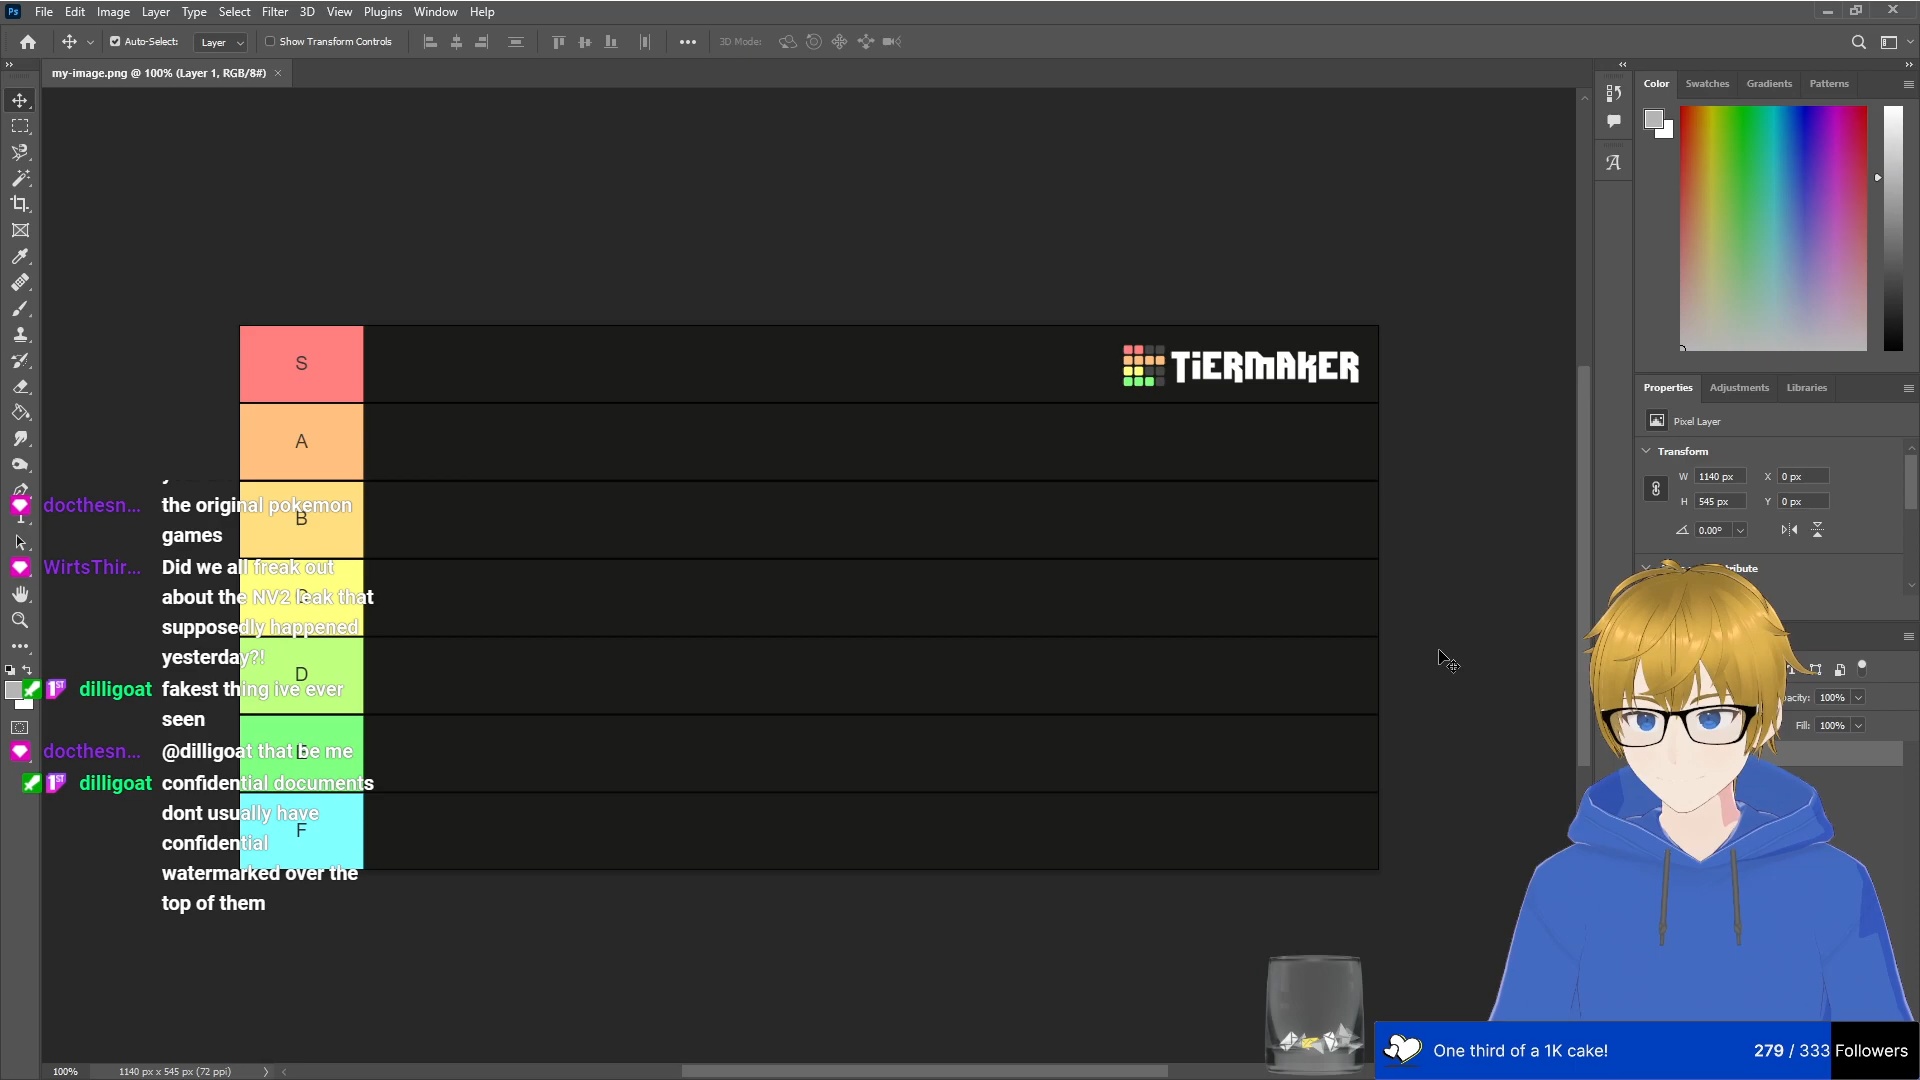 Ps File Edit Image Layer Type Select Filter 3D View Plugins Window Help
Auto-Select: Layer Show Transform Controls 3D Mode:
my-image.png @ 100% (Layer 1, RGB/8#)
Color Swatches Gradients Patterns
S
TiERMAKER
A
B
D
F
Properties Adjustments Libraries
Pixel Layer
Transform
W 1140 px X 0 px
H 545 px Y 0 px
0.00°
100%
Fill: 100%
docthesn... the original pokemon
games
WirtsThir... Did we all freak out
about the NV2 leak that
supposedly happened
yesterday?!
1ST dilligoat fakest thing ive ever
seen
docthesn... @dilligoat that be me
1ST dilligoat confidential documents
dont usually have
confidential
watermarked over the
top of them
One third of a 1K cake! 279 / 333 Followers
100% 1140 px x 545 px (72 ppi)